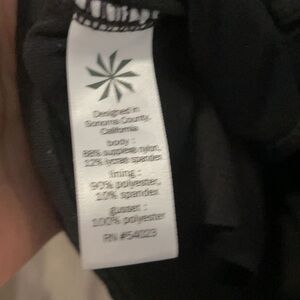 Designed in
Sonoma County,
California
body :
88% supplex nylon,
12% lycra spandex
lining :
90% polyester,
10% spandex
gusset :
100% polyester
RN #54023